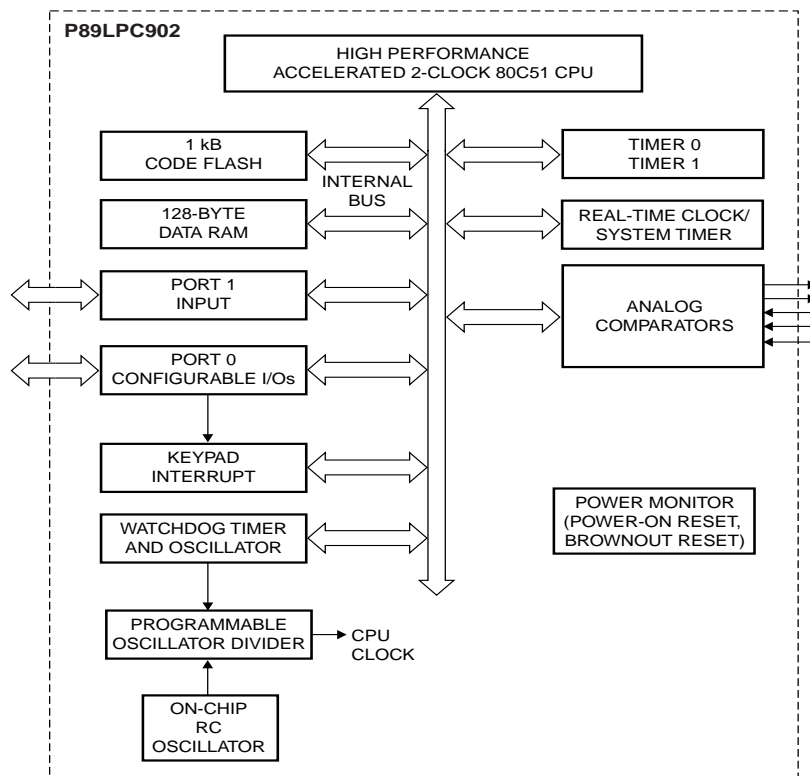 P89LPC902
HIGH PERFORMANCE
ACCELERATED 2-CLOCK 80C51 CPU
1 kB
CODE FLASH
TIMER 0
TIMER 1
INTERNAL
BUS
128-BYTE
DATA RAM
REAL-TIME CLOCK/
SYSTEM TIMER
PORT 1
INPUT
ANALOG
COMPARATORS
PORT 0
CONFIGURABLE I/Os
KEYPAD
INTERRUPT
POWER MONITOR
(POWER-ON RESET,
BROWNOUT RESET)
WATCHDOG TIMER
AND OSCILLATOR
PROGRAMMABLE
OSCILLATOR DIVIDER
CPU
CLOCK
ON-CHIP
RC
OSCILLATOR